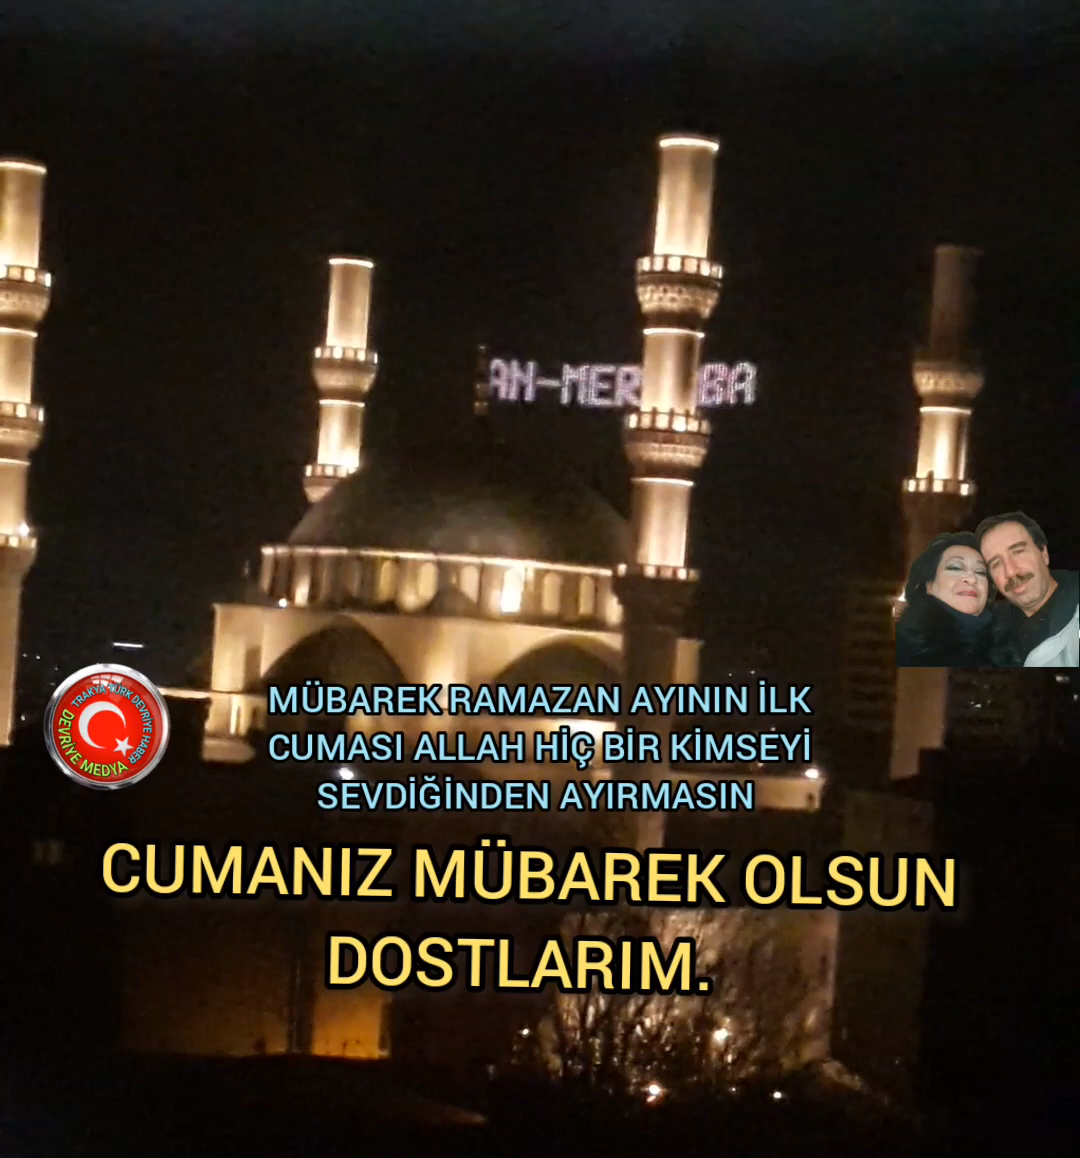 AN-MER BA
TRAKYA TÜRK DEVRİYE HABER
DEVRİYE MEDYA
MÜBAREK RAMAZAN AYININ İLK
CUMASI ALLAH HİÇ BİR KİMSEYİ
SEVDİĞİNDEN AYIRMASIN
CUMANIZ MÜBAREK OLSUN
DOSTLARIM.